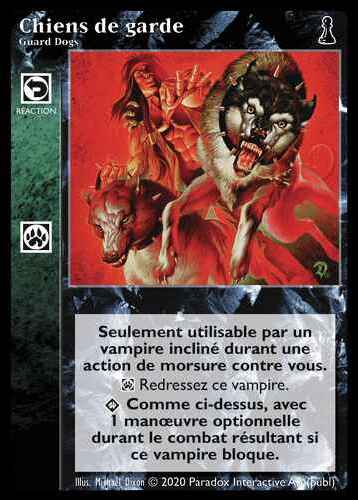 Chiens de garde
Guard Dogs
REACTION
Seulement utilisable par un
vampire incliné durant une
action de morsure contre vous.
Redressez ce vampire.
Comme ci-dessus, avec
1 manœuvre optionnelle
durant le combat résultant si
ce vampire bloque.
Illus. Michael Dixon © 2020 Paradox Interactive AB (publ)